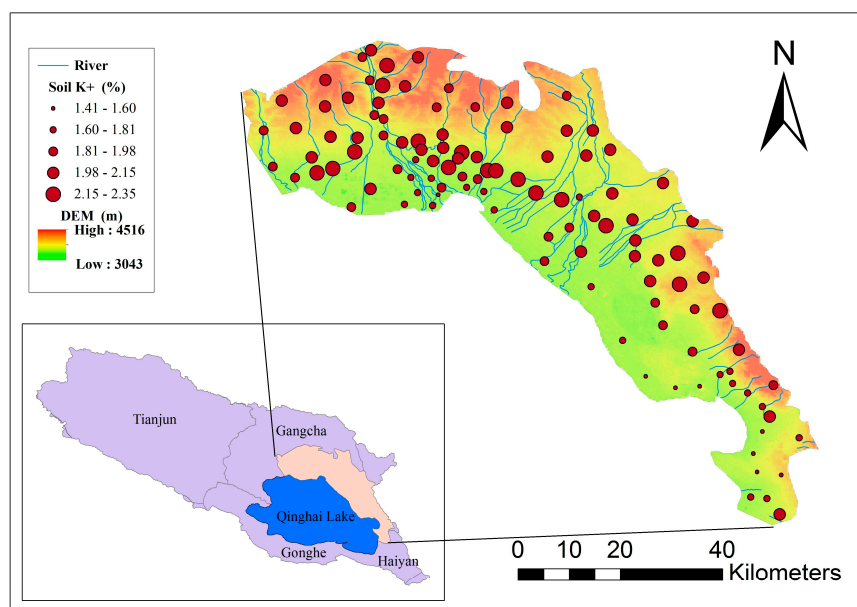 River
Soil K+ (%)
1.41 - 1.60
1.60 - 1.81
1.81 - 1.98
1.98 - 2.15
2.15 - 2.35
DEM (m)
High : 4516
Low : 3043
N
Tianjun
Gangcha
Qinghai Lake
Gonghe
Haiyan
0 10 20 40
Kilometers